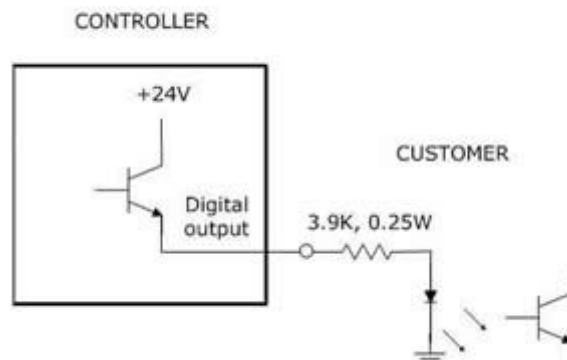 CONTROLLER
+24V
CUSTOMER
Digital
output
3.9K, 0.25W